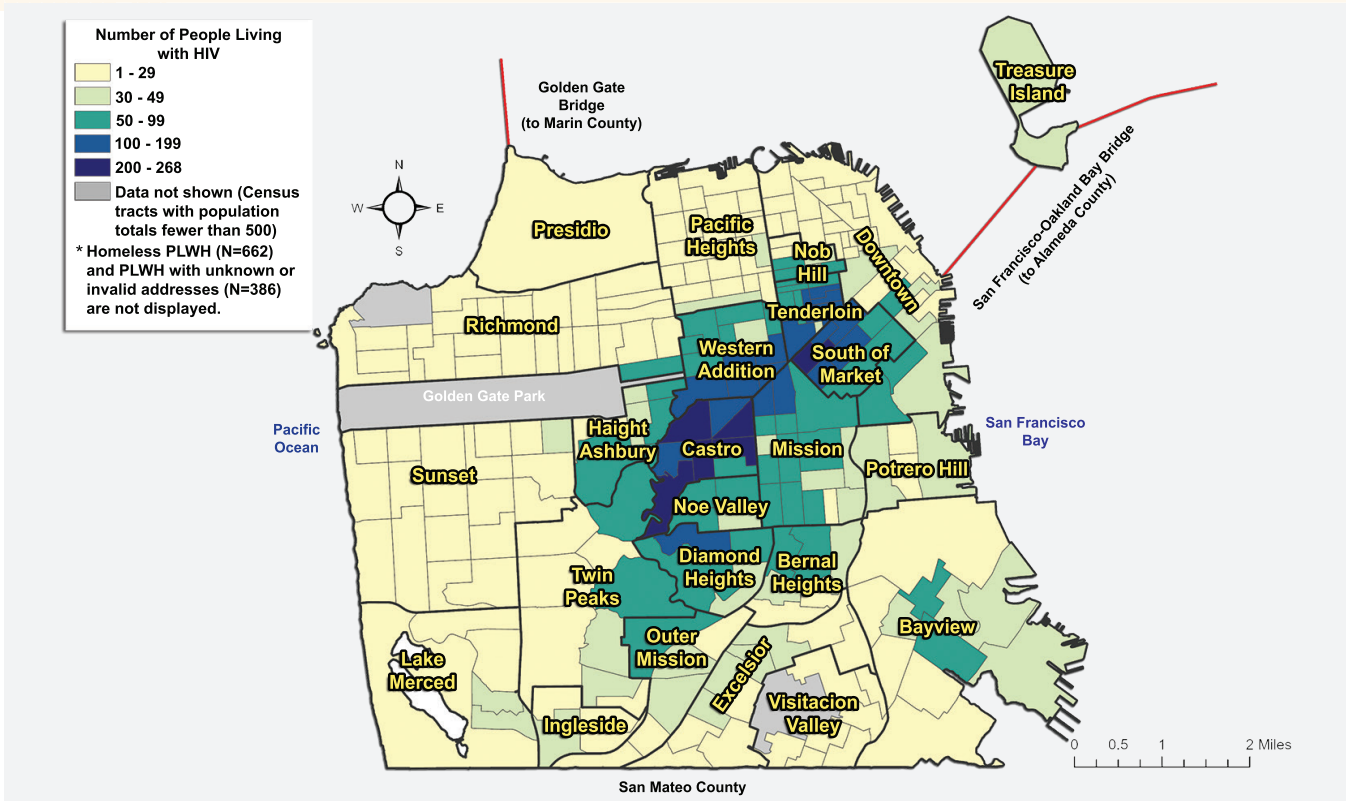 Number of People Living
with HIV
1 - 29
30 - 49
50 - 99
100 - 199
200 - 268
Data not shown (Census
tracts with population
totals fewer than 500)
* Homeless PLWH (N=662)
and PLWH with unknown or
invalid addresses (N=386)
are not displayed.
Golden Gate
Bridge
(to Marin County)
N
W
E
S
Treasure
Island
San Francisco-Oakland Bay Bridge
(to Alameda County)
Presidio
Pacific
Heights
Nob
Hill
Downtown
Tenderloin
Richmond
Western
Addition
South of
Market
Golden Gate Park
Pacific
Ocean
San Francisco
Bay
Haight
Ashbury
Castro
Mission
Potrero Hill
Sunset
Noe Valley
Diamond
Heights
Bernal
Heights
Twin
Peaks
Bayview
Outer
Mission
Lake
Merced
Excelsior
Visitacion
Valley
Ingleside
0 0.5 1 2 Miles
San Mateo County